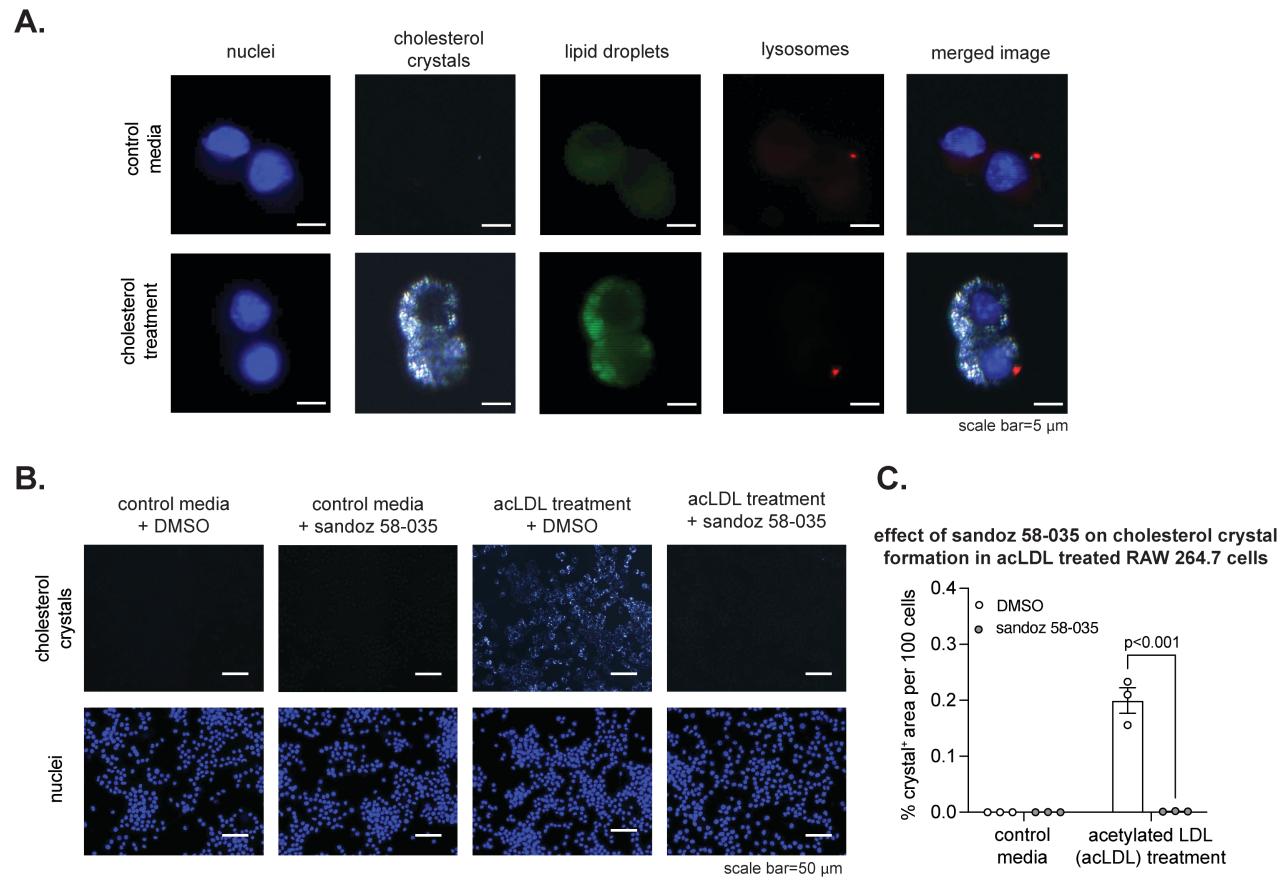 A.
nuclei
cholesterol
crystals
lipid droplets
lysosomes
merged image
control
media
cholesterol
treatment
scale bar=5 µm
B.
control media
+ DMSO
control media
+ sandoz 58-035
acLDL treatment
+ DMSO
acLDL treatment
+ sandoz 58-035
cholesterol
crystals
nuclei
scale bar=50 µm
C.
effect of sandoz 58-035 on cholesterol crystal
formation in acLDL treated RAW 264.7 cells
% crystal⁺ area per 100 cells
0.4
0.3
0.2
0.1
0.0
DMSO
sandoz 58-035
p<0.001
control
media
acetylated LDL
(acLDL) treatment